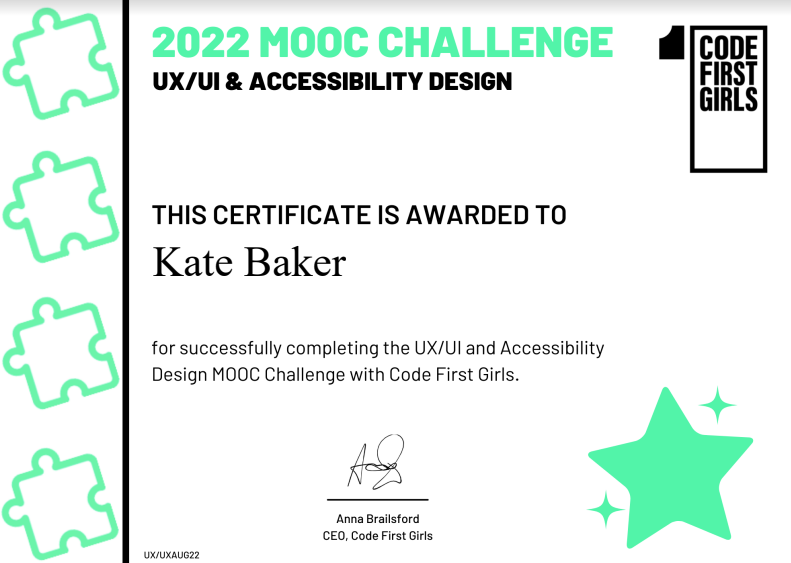 2022 MOOC CHALLENGE
UX/UI & ACCESSIBILITY DESIGN
1
CODE
FIRST
GIRLS
THIS CERTIFICATE IS AWARDED TO
Kate Baker
for successfully completing the UX/UI and Accessibility
Design MOOC Challenge with Code First Girls.
Anna Brailsford
CEO, Code First Girls
UX/UXAUG22